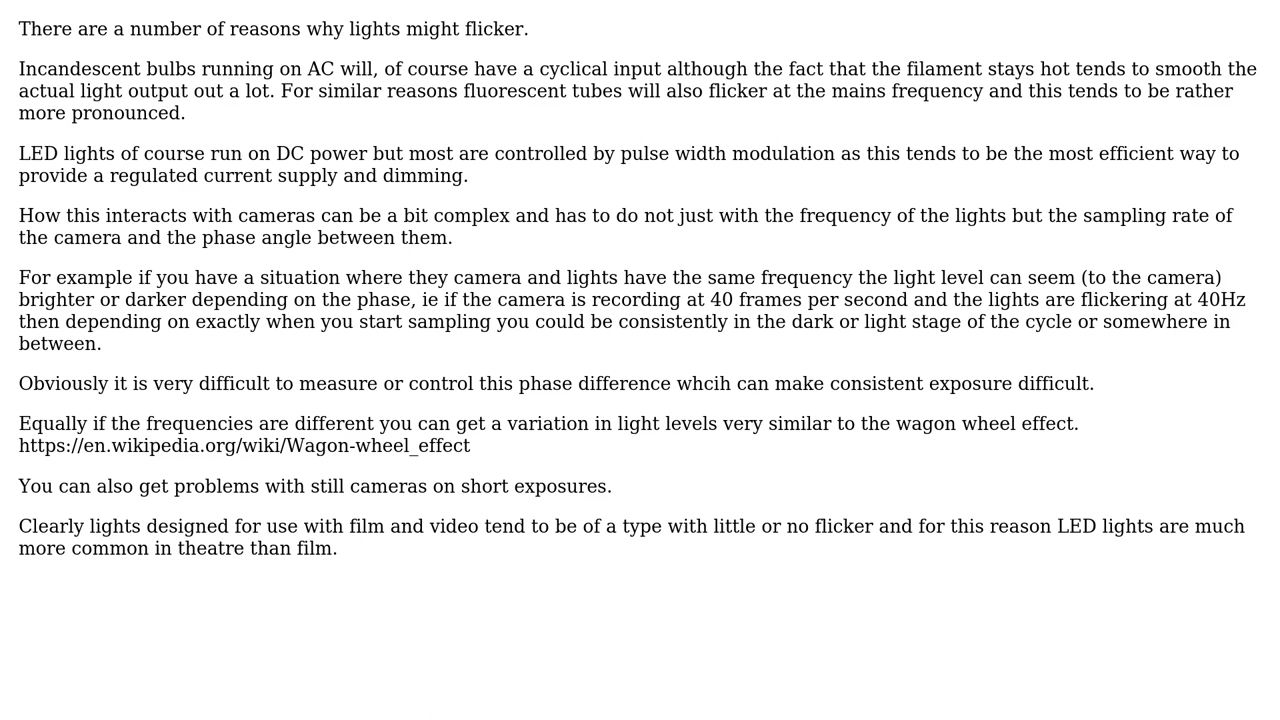 There are a number of reasons why lights might flicker.
Incandescent bulbs running on AC will, of course have a cyclical input although the fact that the filament stays hot tends to smooth the
actual light output out a lot. For similar reasons fluorescent tubes will also flicker at the mains frequency and this tends to be rather
more pronounced.
LED lights of course run on DC power but most are controlled by pulse width modulation as this tends to be the most efficient way to
provide a regulated current supply and dimming.
How this interacts with cameras can be a bit complex and has to do not just with the frequency of the lights but the sampling rate of
the camera and the phase angle between them.
For example if you have a situation where they camera and lights have the same frequency the light level can seem (to the camera)
brighter or darker depending on the phase, ie if the camera is recording at 40 frames per second and the lights are flickering at 40Hz
then depending on exactly when you start sampling you could be consistently in the dark or light stage of the cycle or somewhere in
between.
Obviously it is very difficult to measure or control this phase difference whcih can make consistent exposure difficult.
Equally if the frequencies are different you can get a variation in light levels very similar to the wagon wheel effect.
https://en.wikipedia.org/wiki/Wagon-wheel_effect
You can also get problems with still cameras on short exposures.
Clearly lights designed for use with film and video tend to be of a type with little or no flicker and for this reason LED lights are much
more common in theatre than film.